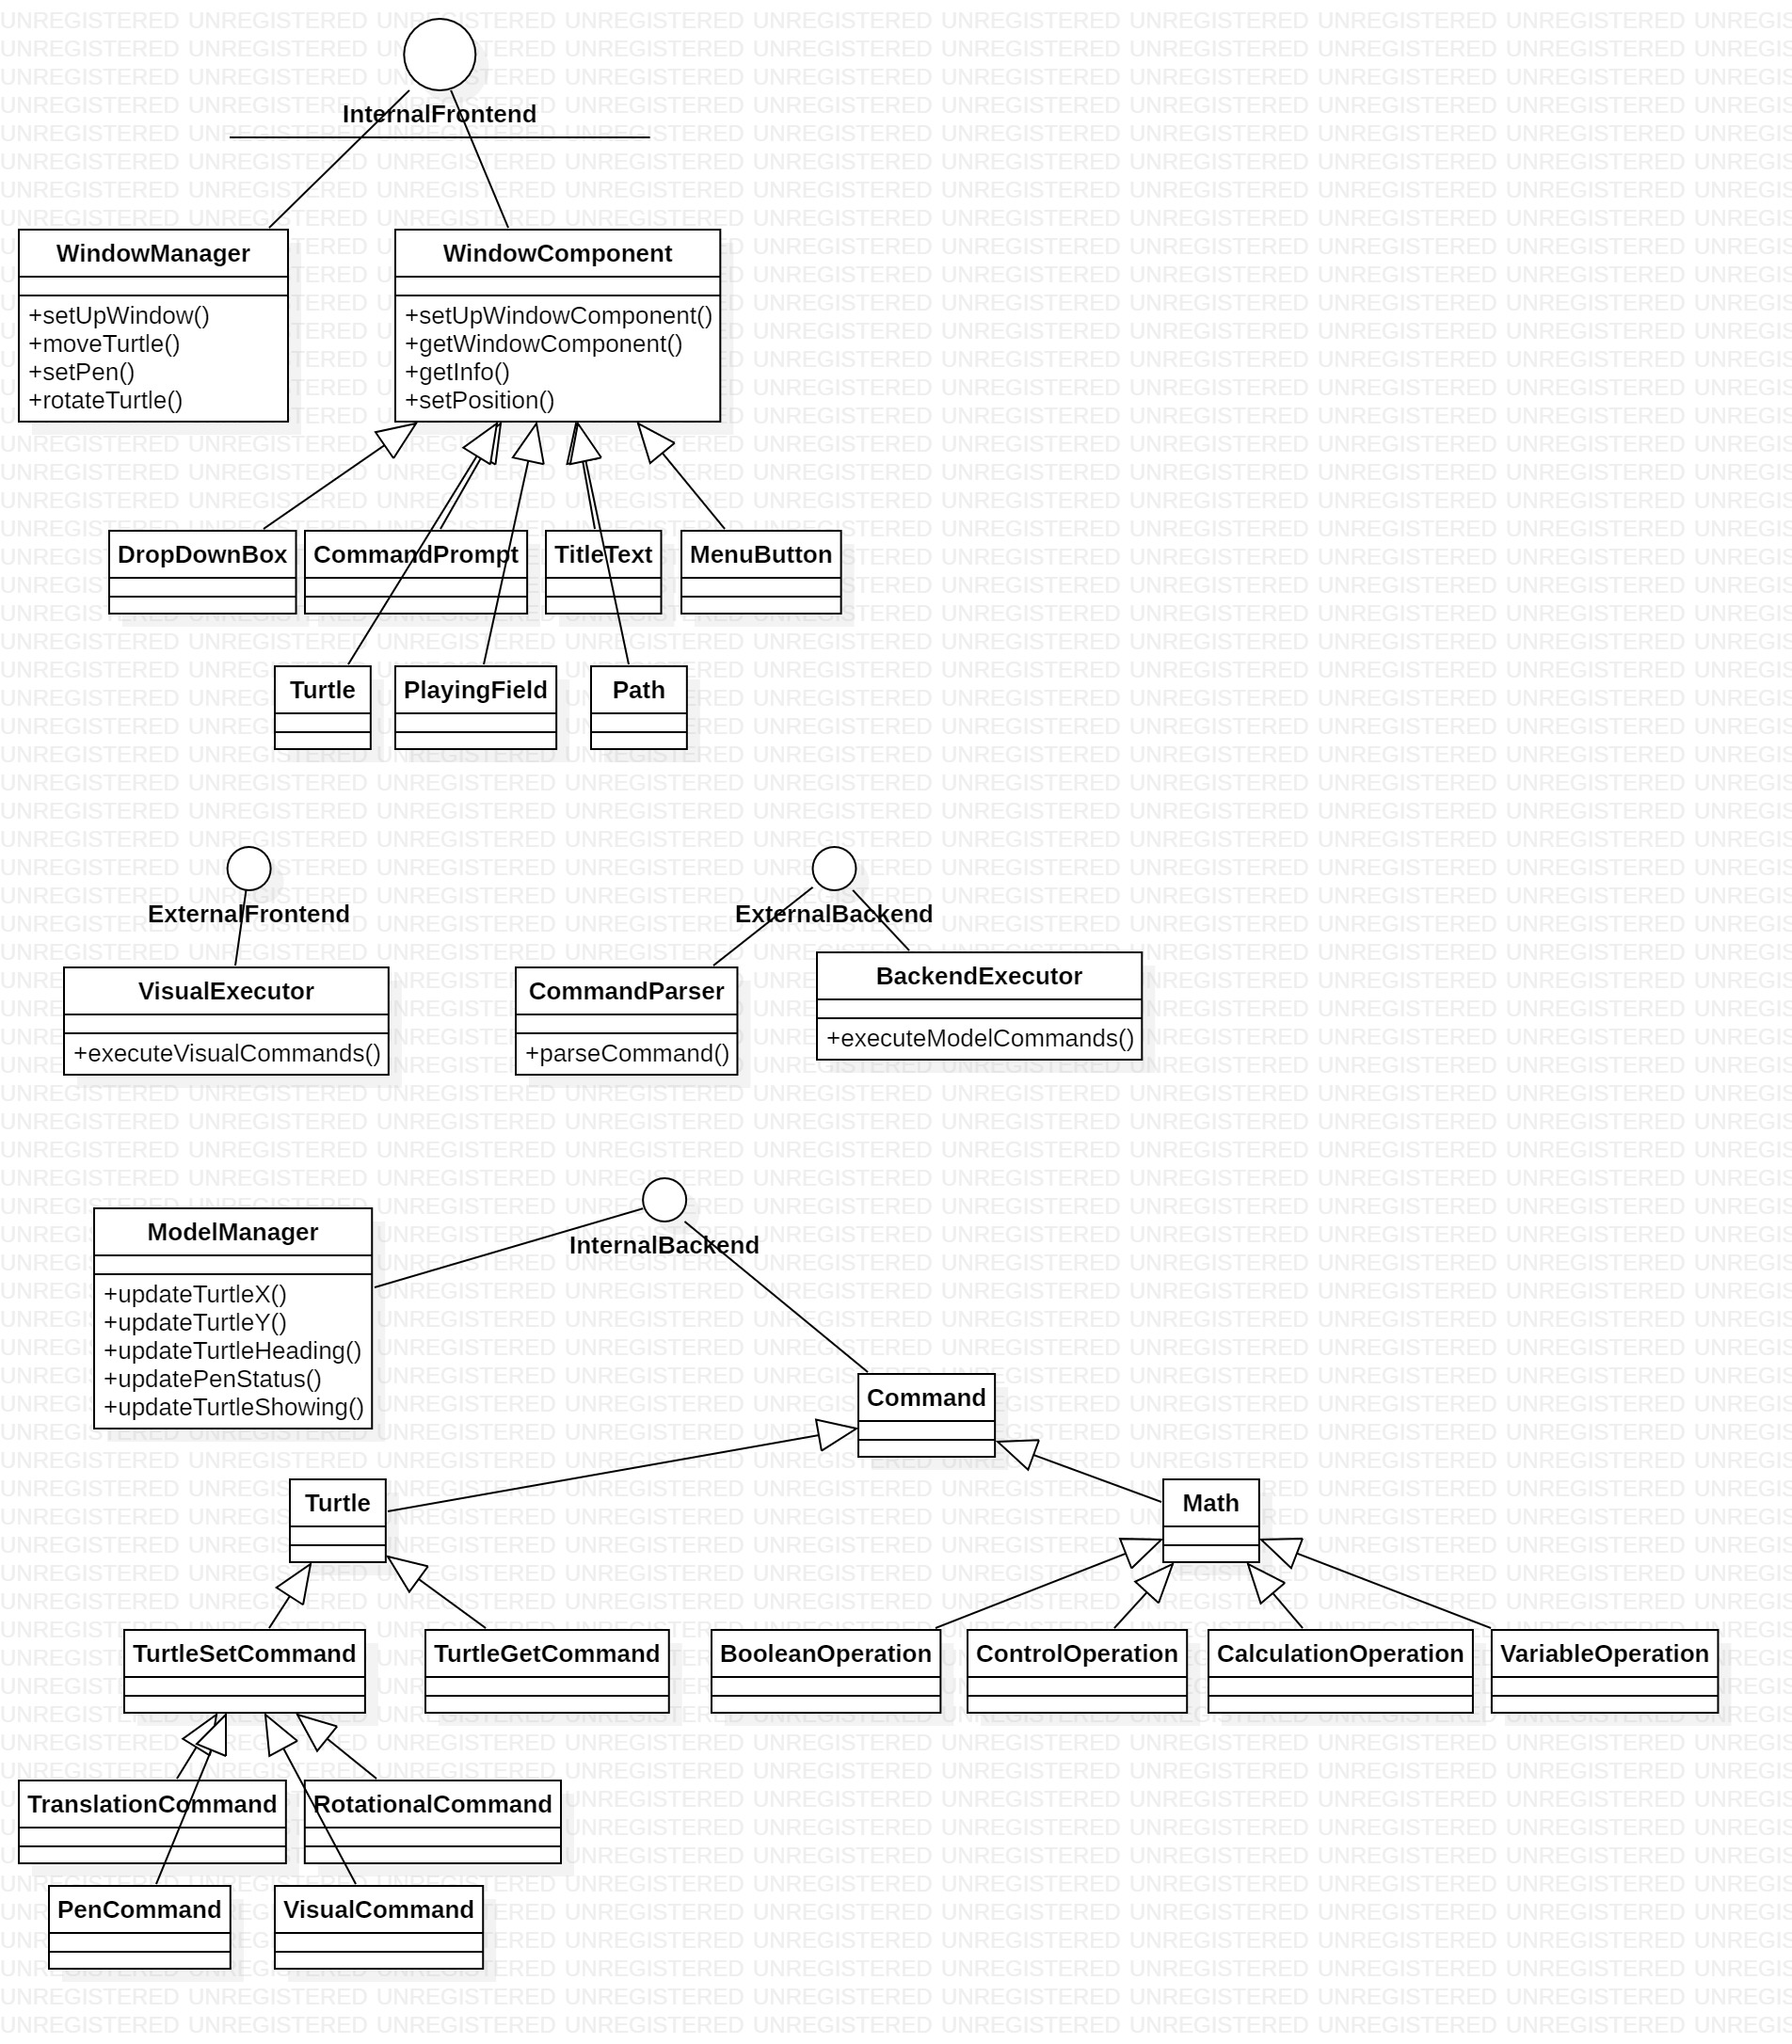 InternalFrontend
WindowManager
+setUpWindow()
+moveTurtle()
+setPen()
+rotateTurtle()
WindowComponent
+setUpWindowComponent()
+getWindowComponent()
+getInfo()
+setPosition()
DropDownBox
CommandPrompt
TitleText
MenuButton
Turtle
PlayingField
Path
ExternalFrontend
ExternalBackend
VisualExecutor
+executeVisualCommands()
CommandParser
+parseCommand()
BackendExecutor
+executeModelCommands()
InternalBackend
ModelManager
+updateTurtleX()
+updateTurtleY()
+updateTurtleHeading()
+updatePenStatus()
+updateTurtleShowing()
Command
Turtle
Math
TurtleSetCommand
TurtleGetCommand
BooleanOperation
ControlOperation
CalculationOperation
VariableOperation
TranslationCommand
RotationalCommand
PenCommand
VisualCommand